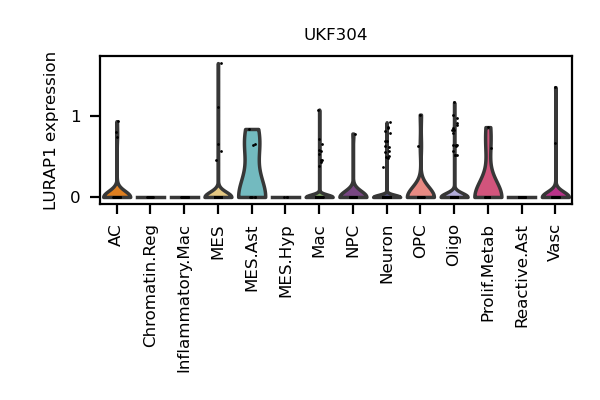 UKF304
LURAP1 expression
1
0
AC
Chromatin.Reg
Inflammatory.Mac
MES
MES.Ast
MES.Hyp
Mac
NPC
Neuron
OPC
Oligo
Prolif.Metab
Reactive.Ast
Vasc